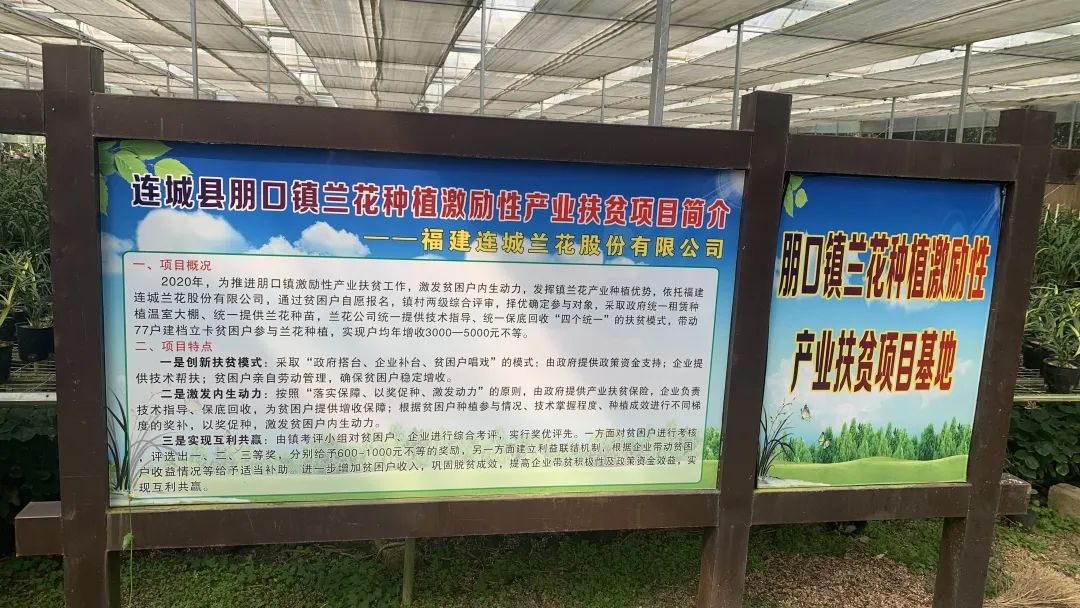 连城县朋口镇兰花种植激励性产业扶贫项目简介
——福建连城兰花股份有限公司
一、项目概况
2020年，为推进朋口镇激励性产业扶贫工作，激发贫困户内生动力，发挥镇兰花产业种植优势，依托福建
连城兰花股份有限公司，通过贫困户自愿报名，镇村两级综合评审，择优确定参与对象，采取政府统一租赁种
植温室大棚、统一提供兰花种苗，兰花公司统一提供技术指导、统一保底回收“四个统一”的扶贫模式，带动
77户建档立卡贫困户参与兰花种植，实现户均年增收3000—5000元不等。
二、项目特点
一是创新扶贫模式：采取“政府搭台、企业补台、贫困户唱戏”的模式：由政府提供政策资金支持；企业提
供技术帮扶；贫困户亲自劳动管理，确保贫困户稳定增收。
二是激发内生动力：按照“落实保障、以奖促种、激发动力”的原则，由政府提供产业扶贫保险，企业负责
技术指导、保底回收，为贫困户提供增收保障；根据贫困户种植参与情况、技术掌握程度、种植成效进行不同梯
度的奖补，以奖促种，激发贫困户内生动力。
三是实现互利共赢：由镇考评小组对贫困户、企业进行综合考评，实行奖优评先。一方面对贫困户进行考核
，评选出一、二、三等奖，分别给予600-1000元不等的奖励，另一方面建立利益联结机制，根据企业带动贫困
户收益情况等给予适当补助。进一步增加贫困户收入，巩固脱贫成效，提高企业带贫积极性及政策资金效益，实
现互利共赢。
朋口镇兰花种植激励性
产业扶贫项目基地